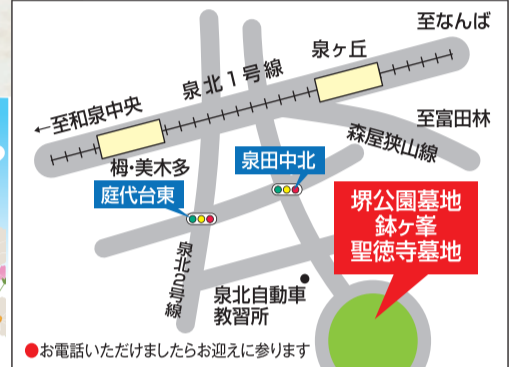 至なんば
泉ヶ丘
泉北1号線
←至和泉中央
至富田林
森屋狭山線
栂・美木多
泉田中北
庭代台東
堺公園墓地
鉢ヶ峯
聖徳寺墓地
泉北2号線
泉北自動車
教習所
●お電話いただけましたらお迎えに参ります